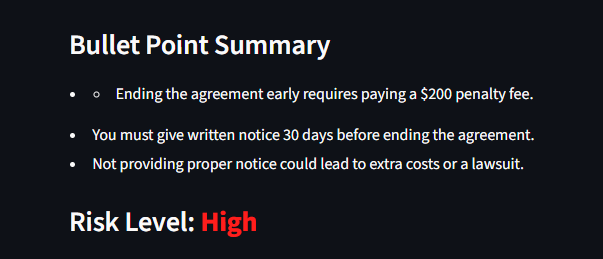 Bullet Point Summary
• ◦ Ending the agreement early requires paying a $200 penalty fee.
• You must give written notice 30 days before ending the agreement.
• Not providing proper notice could lead to extra costs or a lawsuit.
Risk Level: High